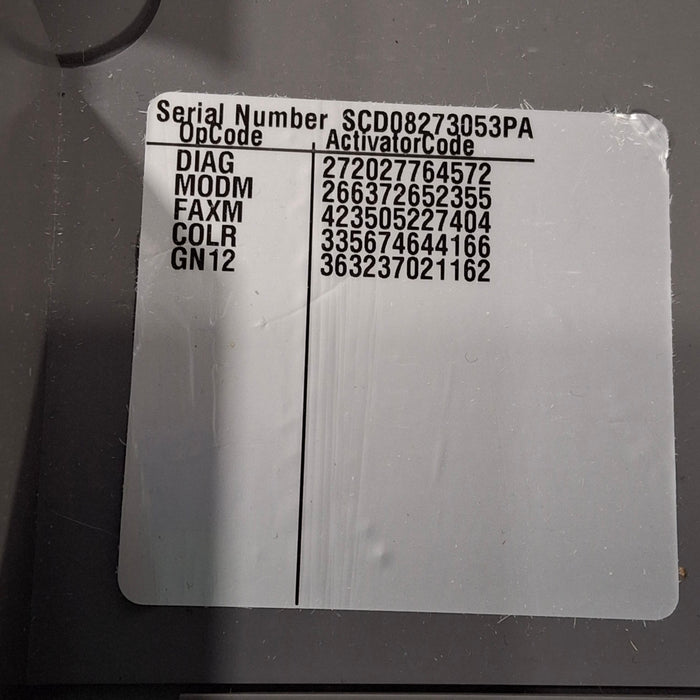 Serial Number SCD08273053PA
OpCode ActivatorCode
DIAG 272027764572
MODM 266372652355
FAXM 423505227404
COLR 335674644166
GN12 363237021162